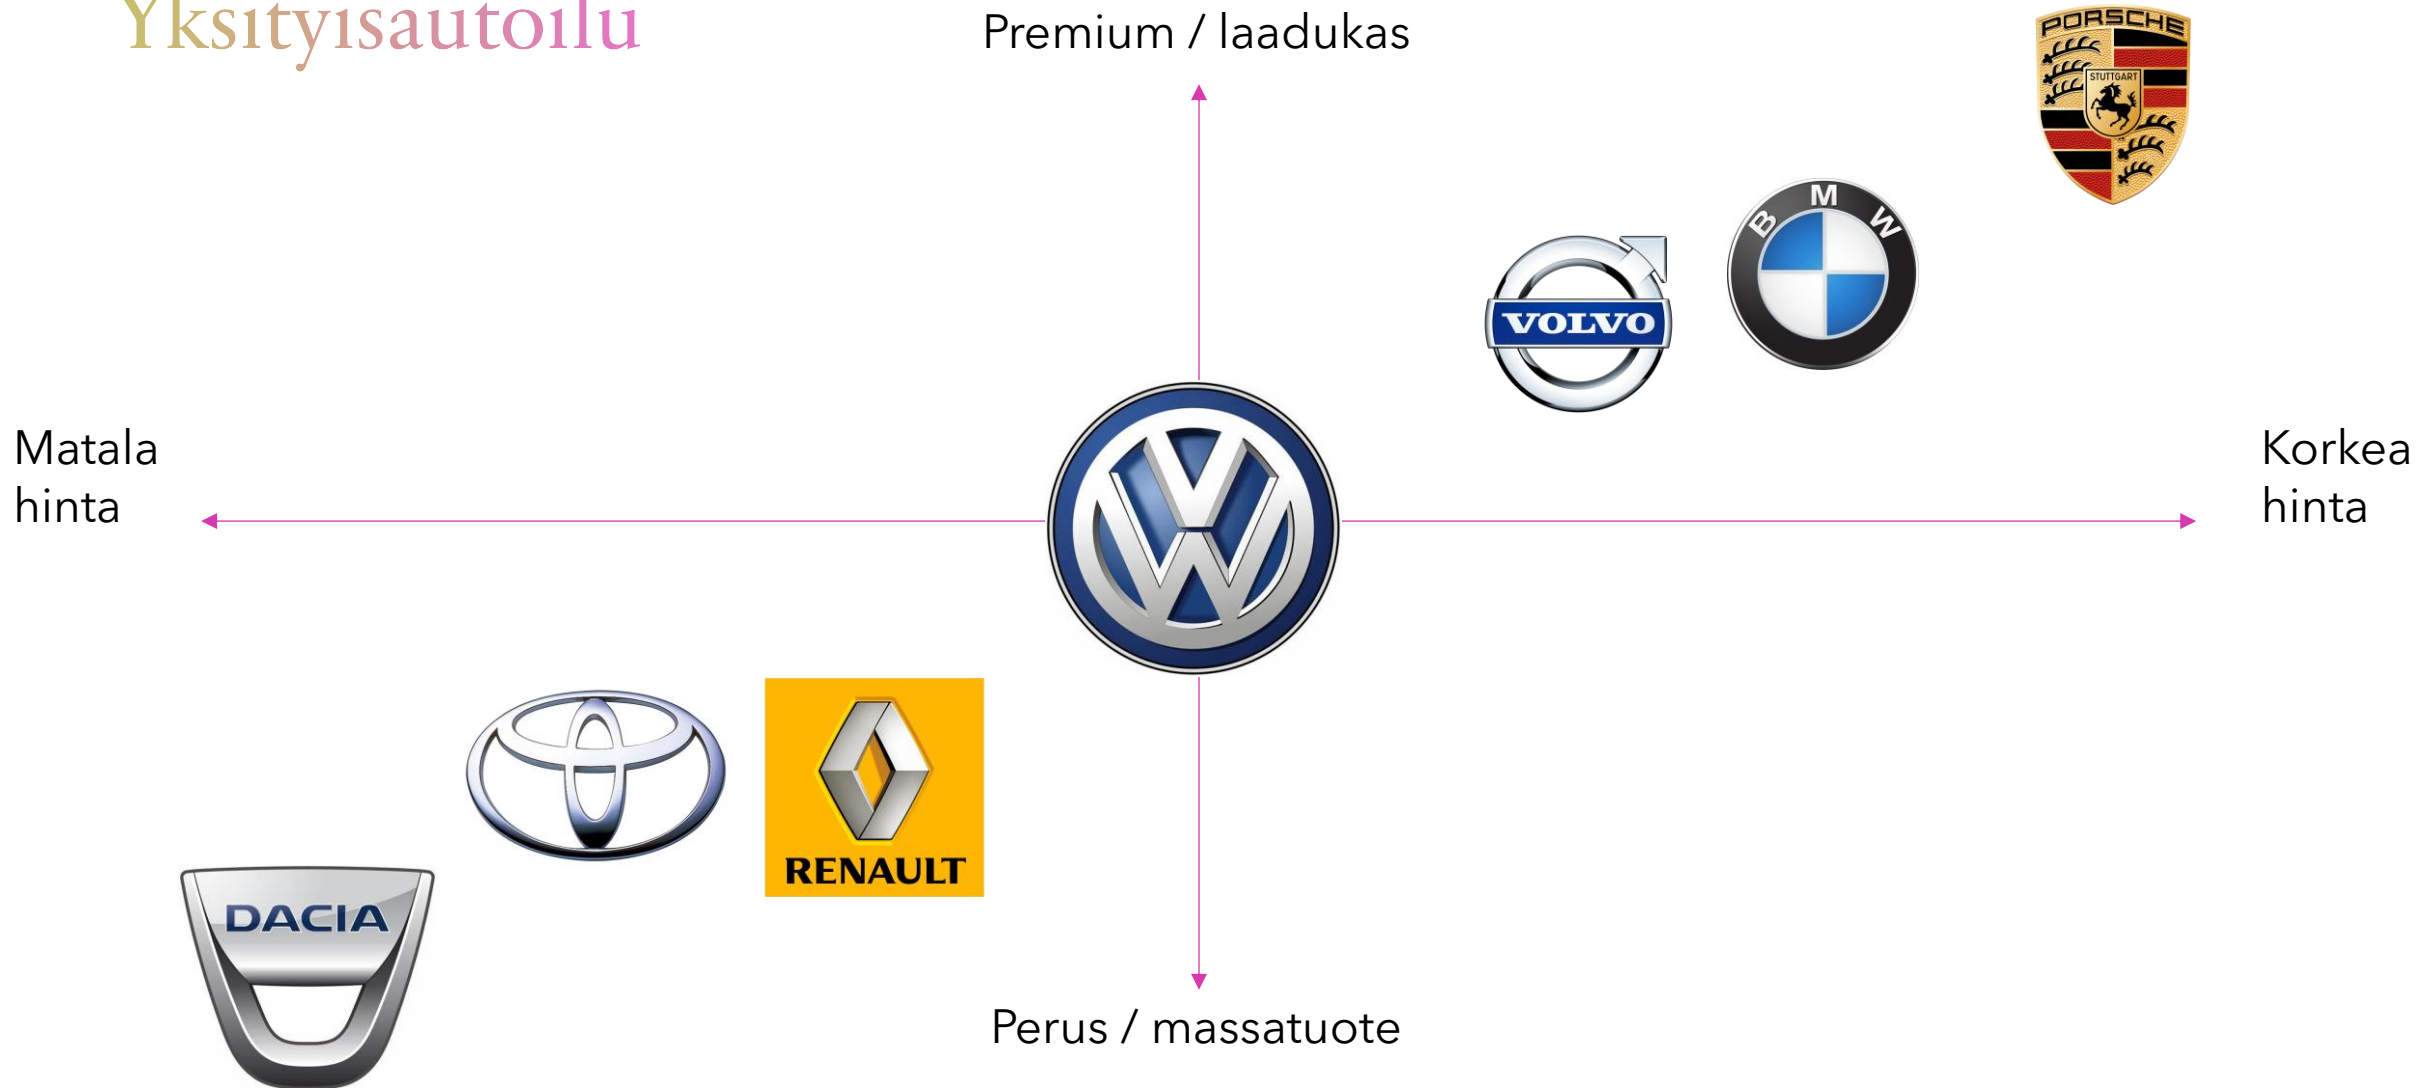 Yksityisautoilu
Premium / laadukas
PORSCHE
STUTTGART
B M W
VOLVO
Matala
hinta
Korkea
hinta
RENAULT
DACIA
Perus / massatuote